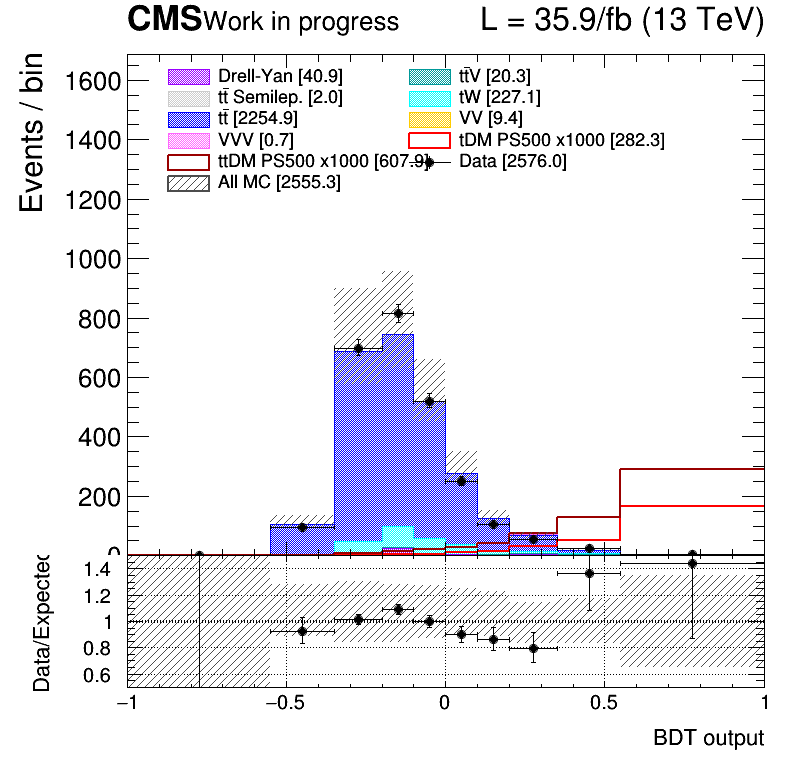 CMS Work in progress L = 35.9/fb (13 TeV)
Events / bin
Drell-Yan [40.9] tt̄V [20.3]
tt̄ Semilep. [2.0] tW [227.1]
tt̄ [2254.9] VV [9.4]
VVV [0.7] tDM PS500 x1000 [282.3]
ttDM PS500 x1000 [607.9] Data [2576.0]
All MC [2555.3]
1600
1400
1200
1000
800
600
400
200
0
Data/Expected
1.4
1.2
1
0.8
0.6
−1 −0.5 0 0.5 1
BDT output